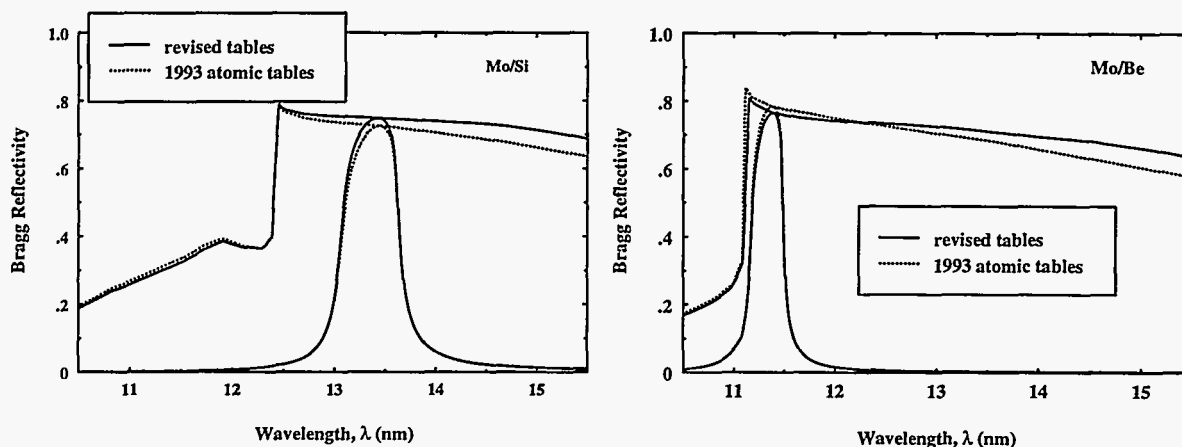 1.0
.8
.6
.4
.2
0
Bragg Reflectivity
revised tables
1993 atomic tables
Mo/Si
11 12 13 14 15
Wavelength, λ (nm)
1.0
.8
.6
.4
.2
0
Bragg Reflectivity
Mo/Be
revised tables
1993 atomic tables
11 12 13 14 15
Wavelength, λ (nm)